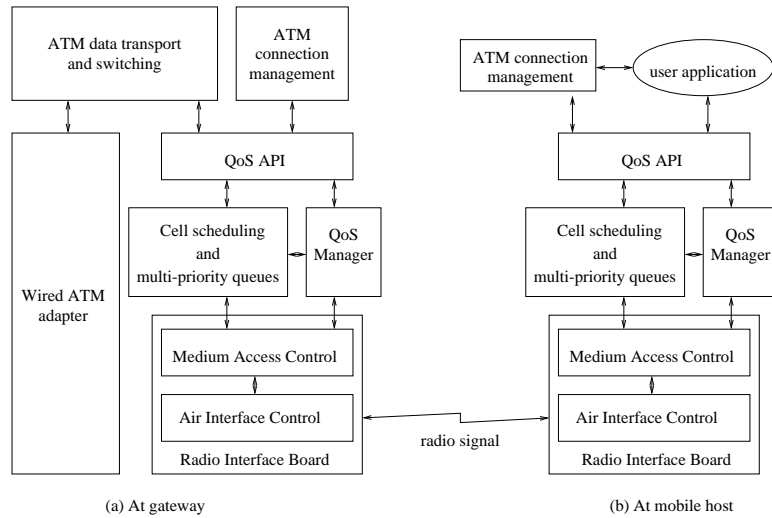 ATM data transport
and switching
ATM
connection
management
QoS API
Cell scheduling
and
multi-priority queues
QoS
Manager
Wired ATM
adapter
Medium Access Control
Air Interface Control
Radio Interface Board
(a) At gateway
radio signal
ATM connection
management
user application
QoS API
Cell scheduling
and
multi-priority queues
QoS
Manager
Medium Access Control
Air Interface Control
Radio Interface Board
(b) At mobile host